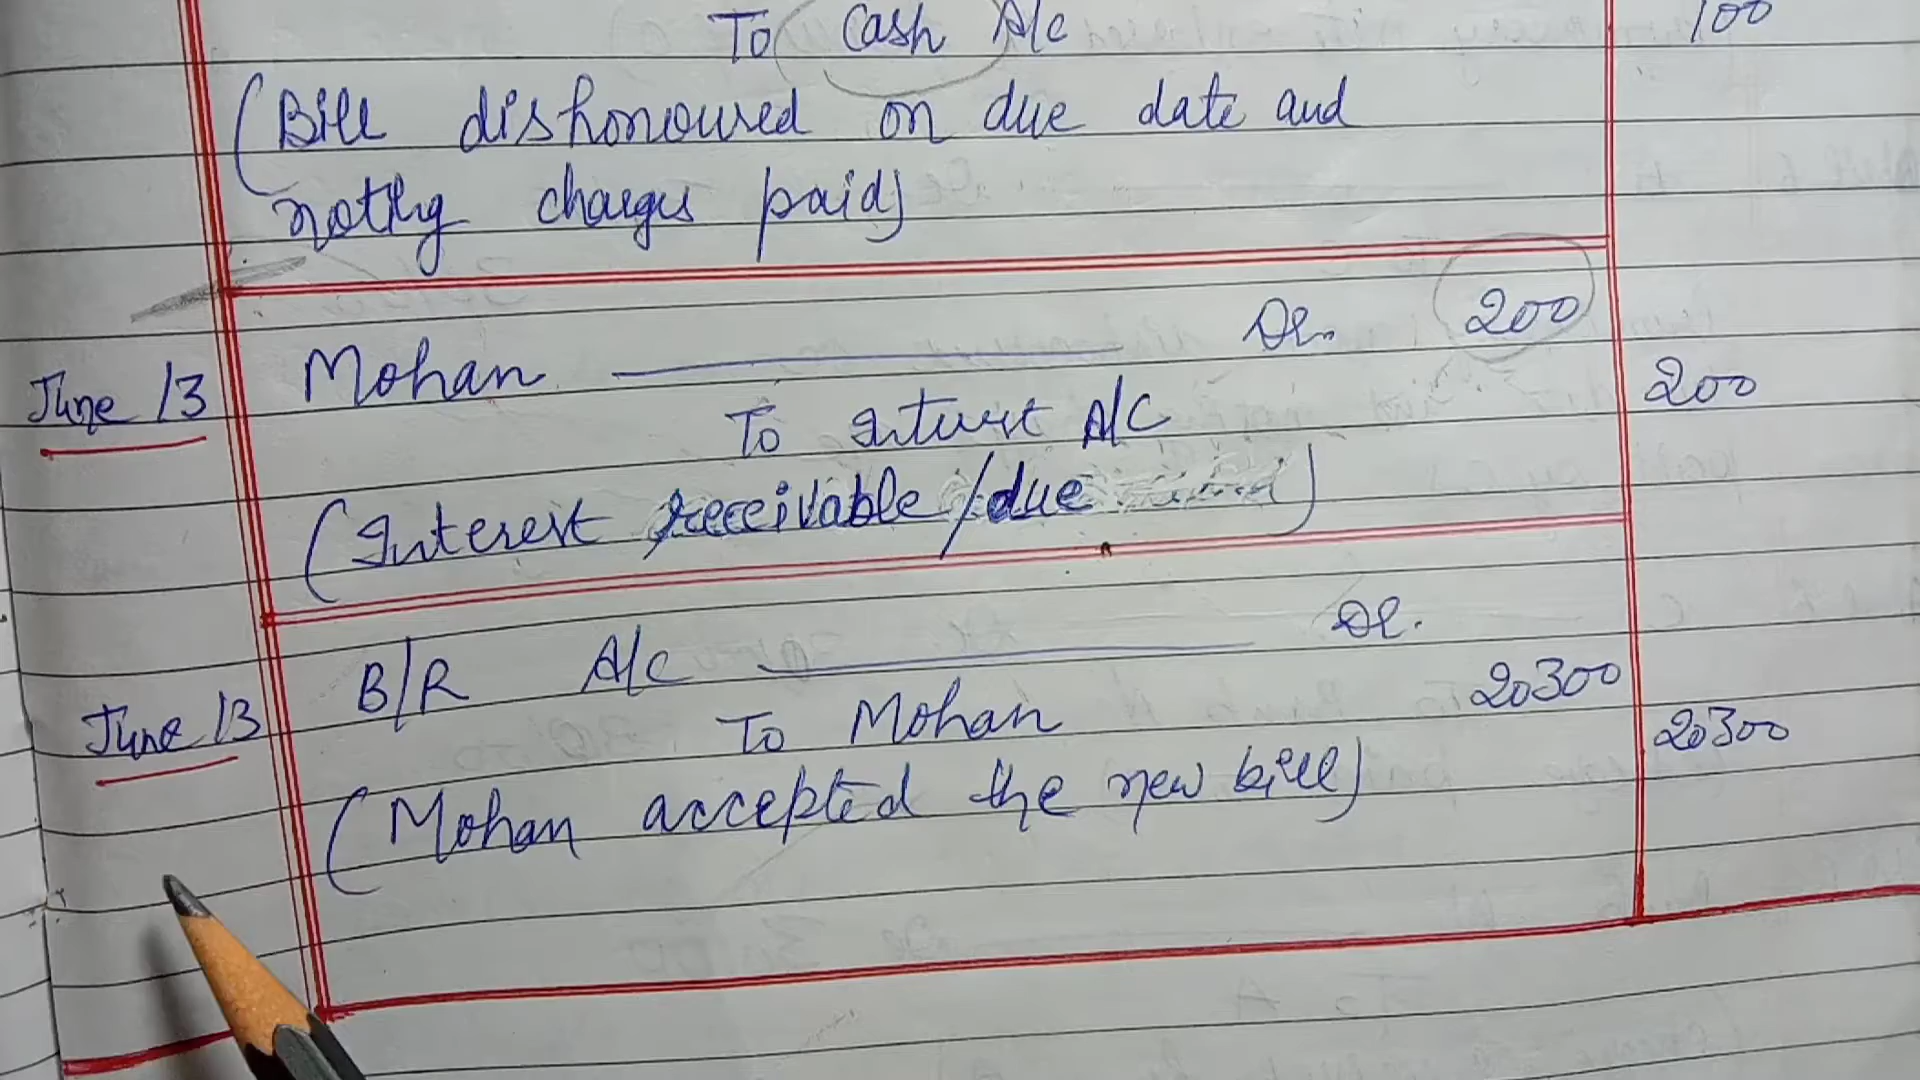 To Cash A/c 100
(Bill dishonoured on due date and
noting charges paid)
Mohan Dr. 200
June 13 To Interest A/C 200
(Interest receivable/due)
B/R A/c Dr. 20300
June 13 To Mohan 20300
(Mohan accepted the new bill)